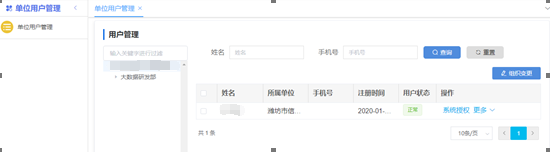 单位用户管理
单位用户管理 ×
单位用户管理
用户管理
输入关键字进行过滤
大数据研发部
姓名 姓名
手机号 手机号
查询
重置
组织变更
姓名 所属单位 手机号 注册时间 用户状态 操作
潍坊市信... 2020-01-... 正常 系统授权 更多
共 1 条
10条/页
1